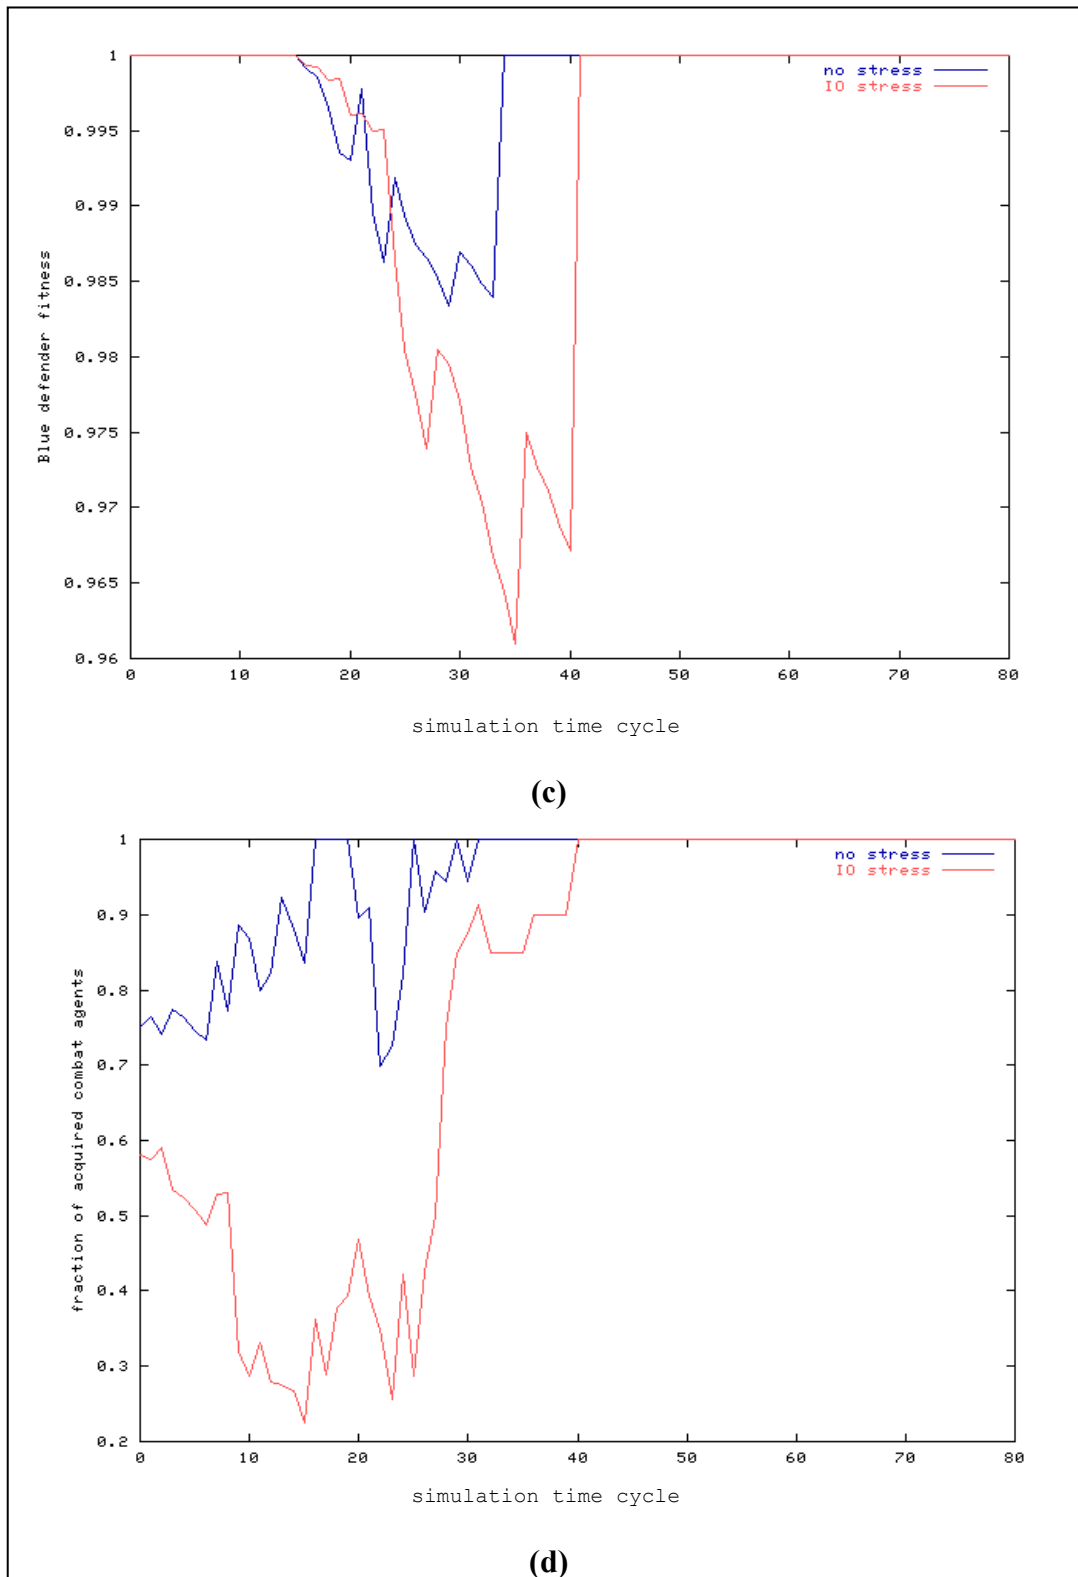 1
no stress
IO stress
0.995
0.99
0.985
0.98
0.975
0.97
0.965
0.96
Blue defender fitness
0 10 20 30 40 50 60 70 80
simulation time cycle
(c)
1
no stress
IO stress
0.9
0.8
0.7
0.6
0.5
0.4
0.3
0.2
fraction of acquired combat agents
0 10 20 30 40 50 60 70 80
simulation time cycle
(d)